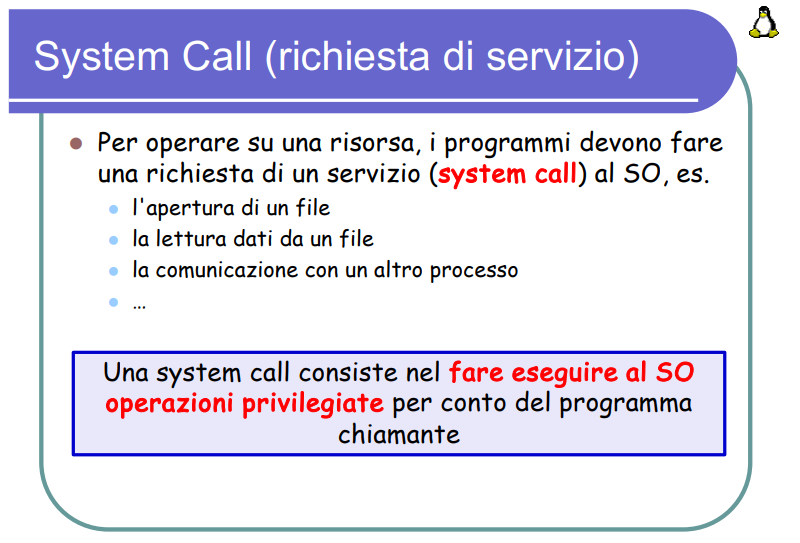 System Call (richiesta di servizio)
Per operare su una risorsa, i programmi devono fare
una richiesta di un servizio (system call) al SO, es.
l'apertura di un file
la lettura dati da un file
la comunicazione con un altro processo
…
Una system call consiste nel fare eseguire al SO
operazioni privilegiate per conto del programma
chiamante